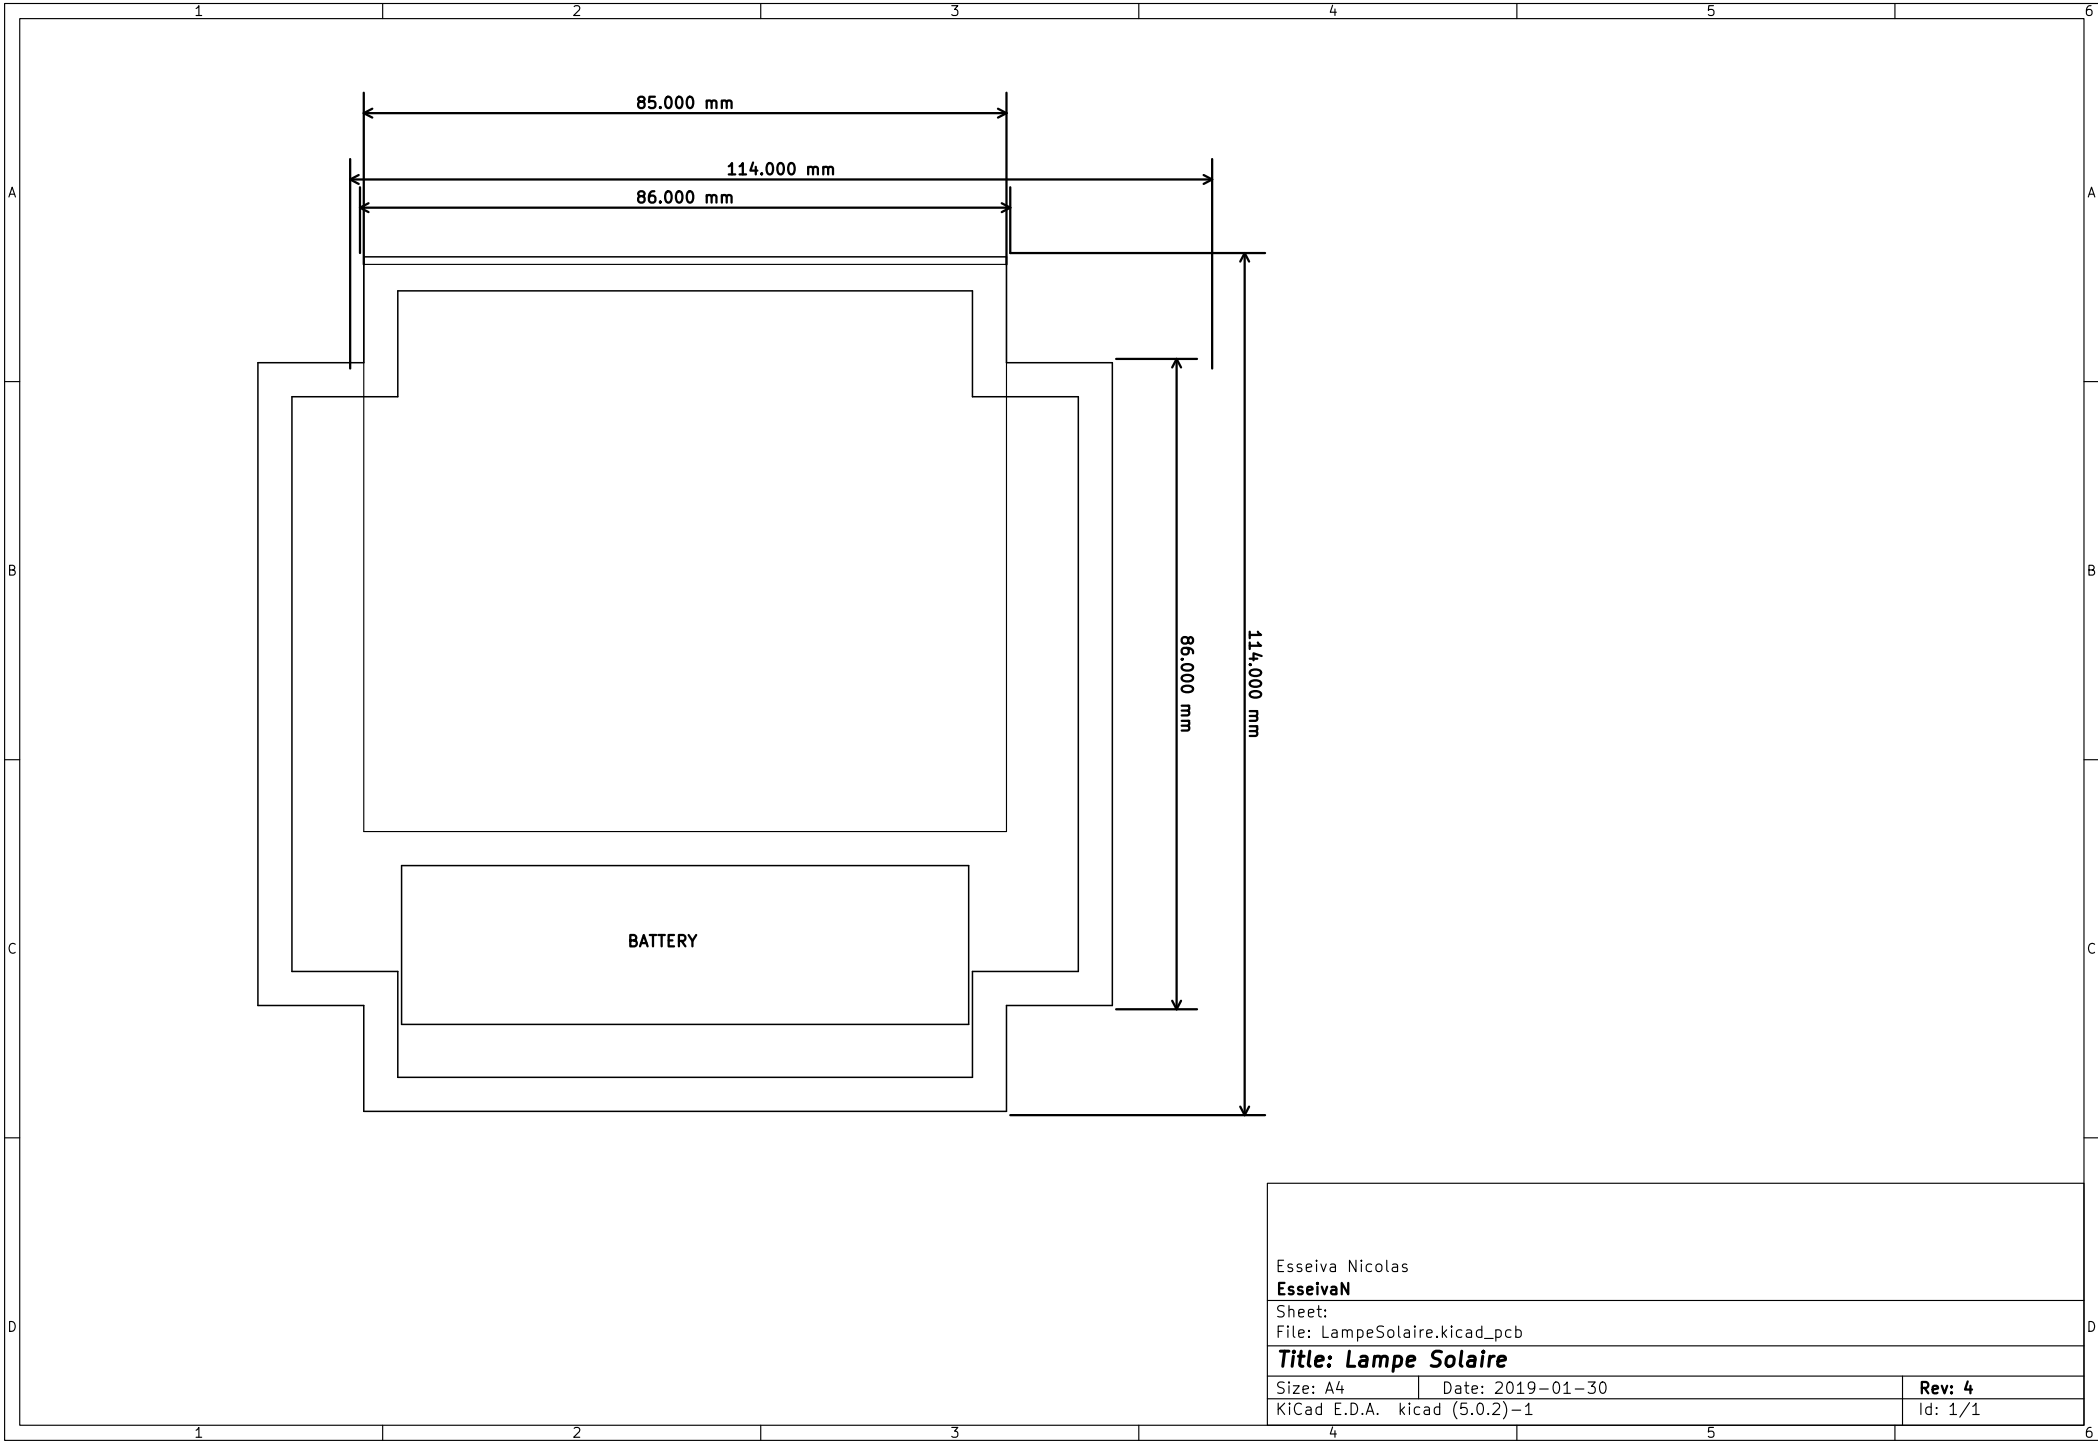 1 2 3 4 5 6
85.000 mm
114.000 mm
86.000 mm
A A
B B
86.000 mm
114.000 mm
BATTERY
C C
Esseiva Nicolas
EsseivaN
Sheet:
File: LampeSolaire.kicad_pcb
D D
Title: Lampe Solaire
Size: A4 Date: 2019-01-30 Rev: 4
KiCad E.D.A. kicad (5.0.2)-1 Id: 1/1
1 2 3 4 5 6